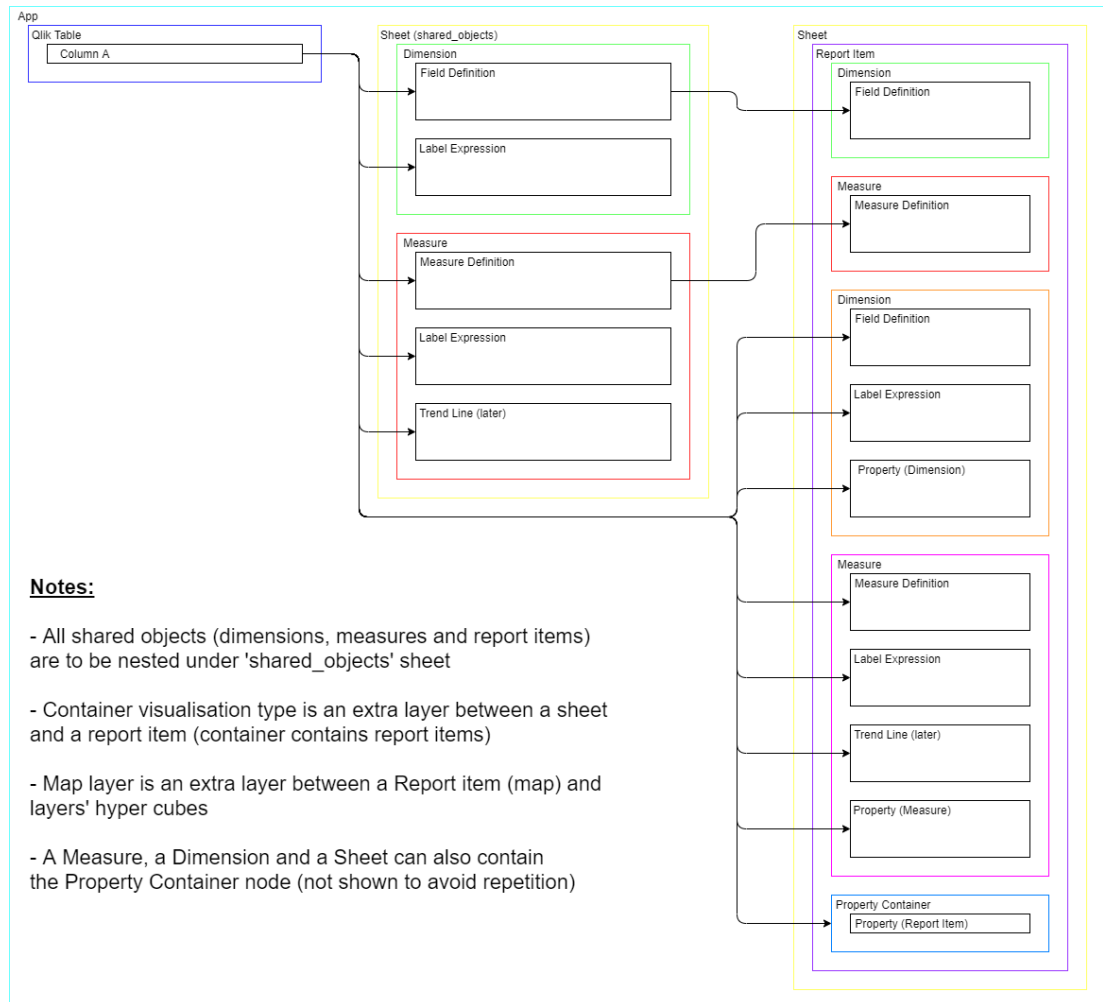 App
Qlik Table
Column A
Sheet (shared_objects)
Dimension
Field Definition
Label Expression
Measure
Measure Definition
Label Expression
Trend Line (later)
Sheet
Report Item
Dimension
Field Definition
Measure
Measure Definition
Dimension
Field Definition
Label Expression
Property (Dimension)
Measure
Measure Definition
Label Expression
Trend Line (later)
Property (Measure)
Property Container
Property (Report Item)
Notes:
- All shared objects (dimensions, measures and report items)
are to be nested under 'shared_objects' sheet
- Container visualisation type is an extra layer between a sheet
and a report item (container contains report items)
- Map layer is an extra layer between a Report item (map) and
layers' hyper cubes
- A Measure, a Dimension and a Sheet can also contain
the Property Container node (not shown to avoid repetition)